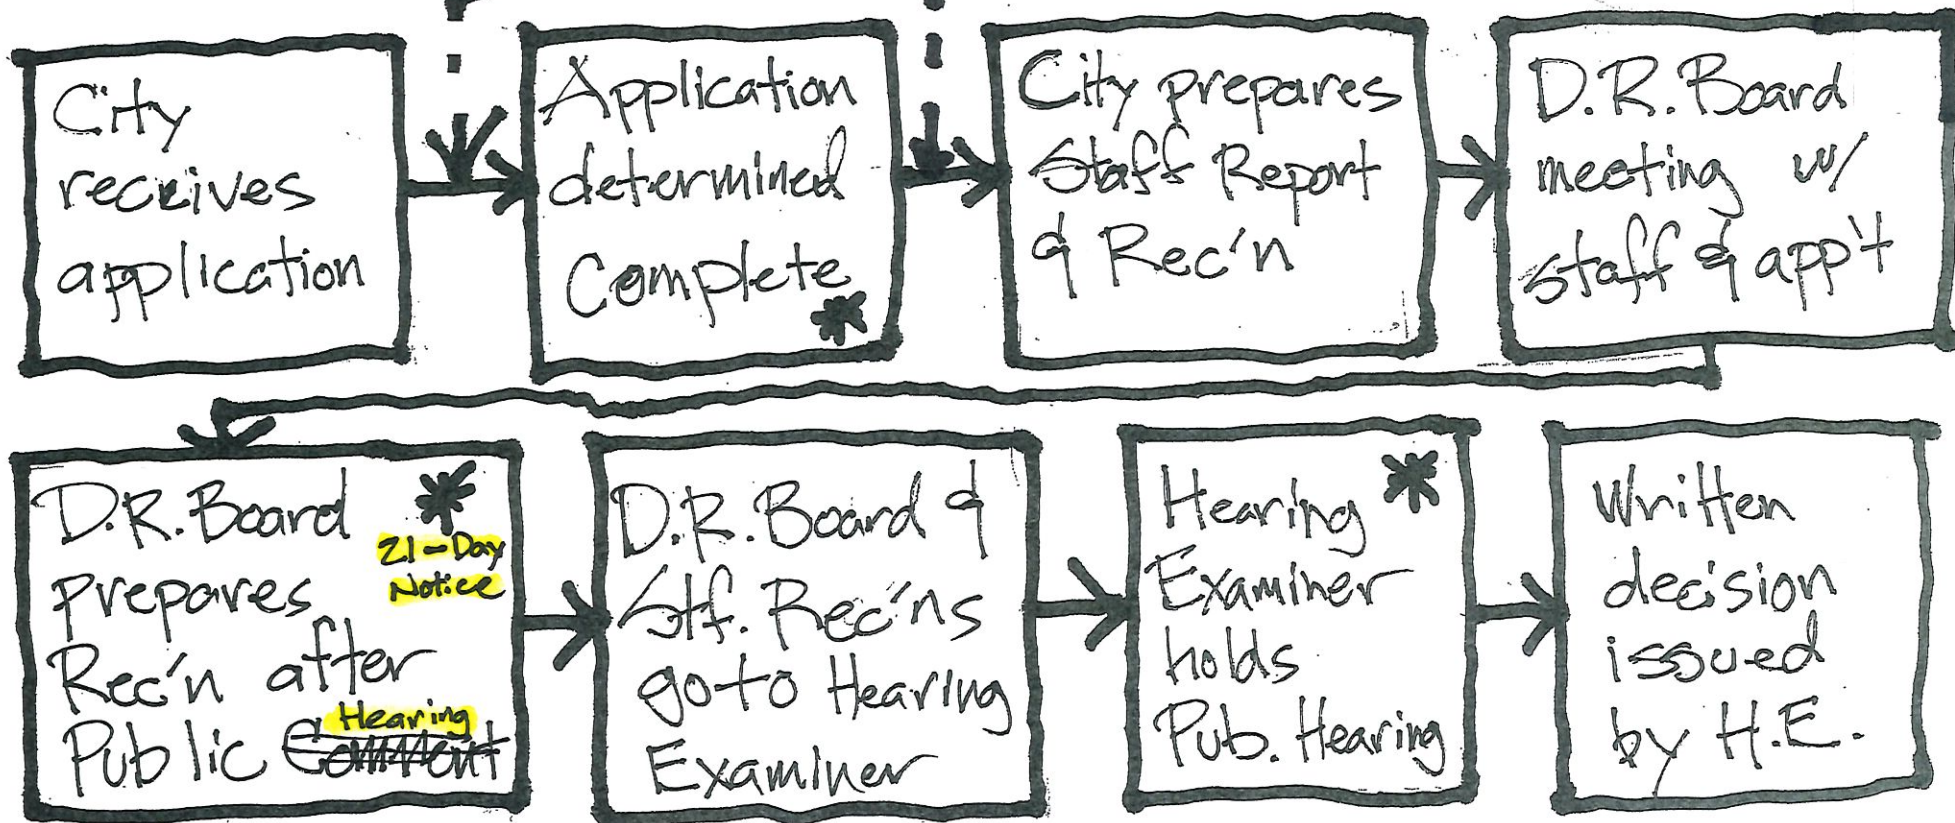 City
receives
application
Application
determined
Complete
*
City prepares
Staff Report
& Rec'n
D.R. Board
meeting w/
staff & app't
D.R. Board *
21-Day
Notice
prepares
Rec'n after
Hearing
Public Comment
D.R. Board &
Stf. Rec'ns
go to Hearing
Examiner
Hearing *
Examiner
holds
Pub. Hearing
Written
decision
issued
by H.E.